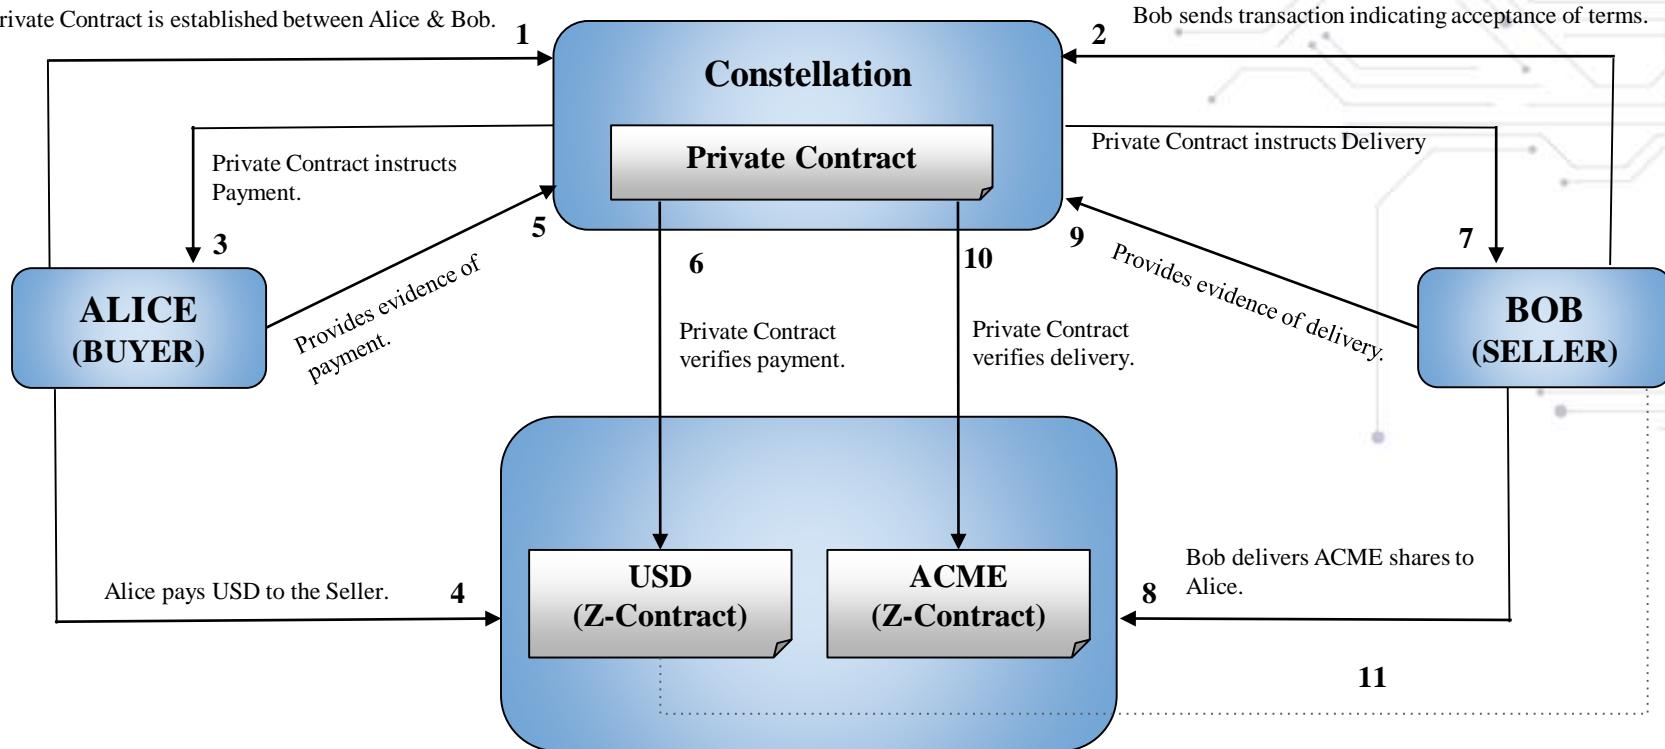 Private Contract is established between Alice & Bob.
1
2
Bob sends transaction indicating acceptance of terms.
Constellation
Private Contract
Private Contract instructs
Payment.
Private Contract instructs Delivery
3
5
6
10
9
7
ALICE
(BUYER)
Provides evidence of
payment.
Private Contract
verifies payment.
Private Contract
verifies delivery.
Provides evidence of delivery.
BOB
(SELLER)
Alice pays USD to the Seller.
4
USD
(Z-Contract)
ACME
(Z-Contract)
8
Bob delivers ACME shares to
Alice.
11